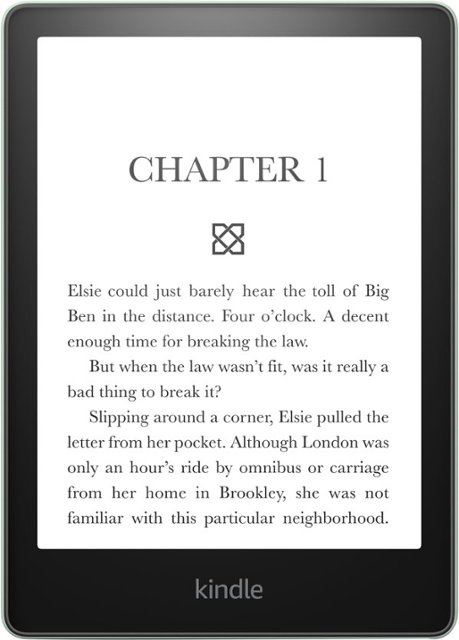 CHAPTER 1
Elsie could just barely hear the toll of Big
Ben in the distance. Four o’clock. A decent
enough time for breaking the law.
But when the law wasn’t fit, was it really a
bad thing to break it?
Slipping around a corner, Elsie pulled the
letter from her pocket. Although London was
only an hour’s ride by omnibus or carriage
from her home in Brookley, she was not
familiar with this particular neighborhood.
kindle